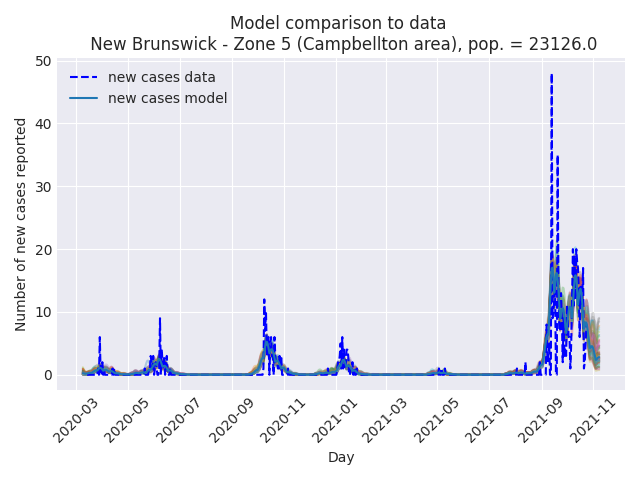 Model comparison to data
New Brunswick - Zone 5 (Campbellton area), pop. = 23126.0
new cases data
new cases model
Number of new cases reported
50
40
30
20
10
0
2020-03
2020-05
2020-07
2020-09
2020-11
2021-01
2021-03
2021-05
2021-07
2021-09
2021-11
Day